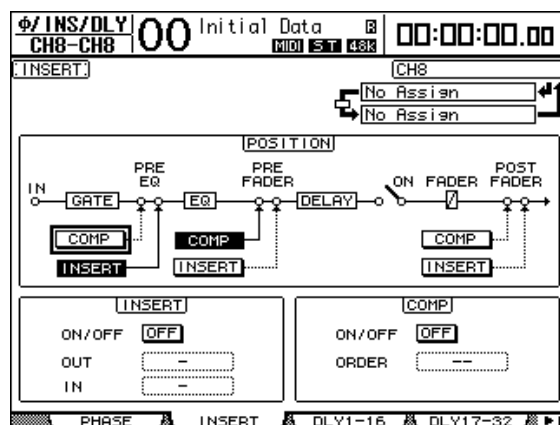 φ/INS/DLY 00 Initial Data R 00:00:00.00
CH8-CH8 MIDI ST 48K
INSERT CH8
No Assign
No Assign
POSITION
PRE EQ PRE FADER POST FADER
IN GATE EQ DELAY ON FADER
COMP COMP COMP
INSERT INSERT INSERT
INSERT COMP
ON/OFF OFF ON/OFF OFF
OUT - ORDER --
IN -
PHASE INSERT DLY1-16 DLY17-32